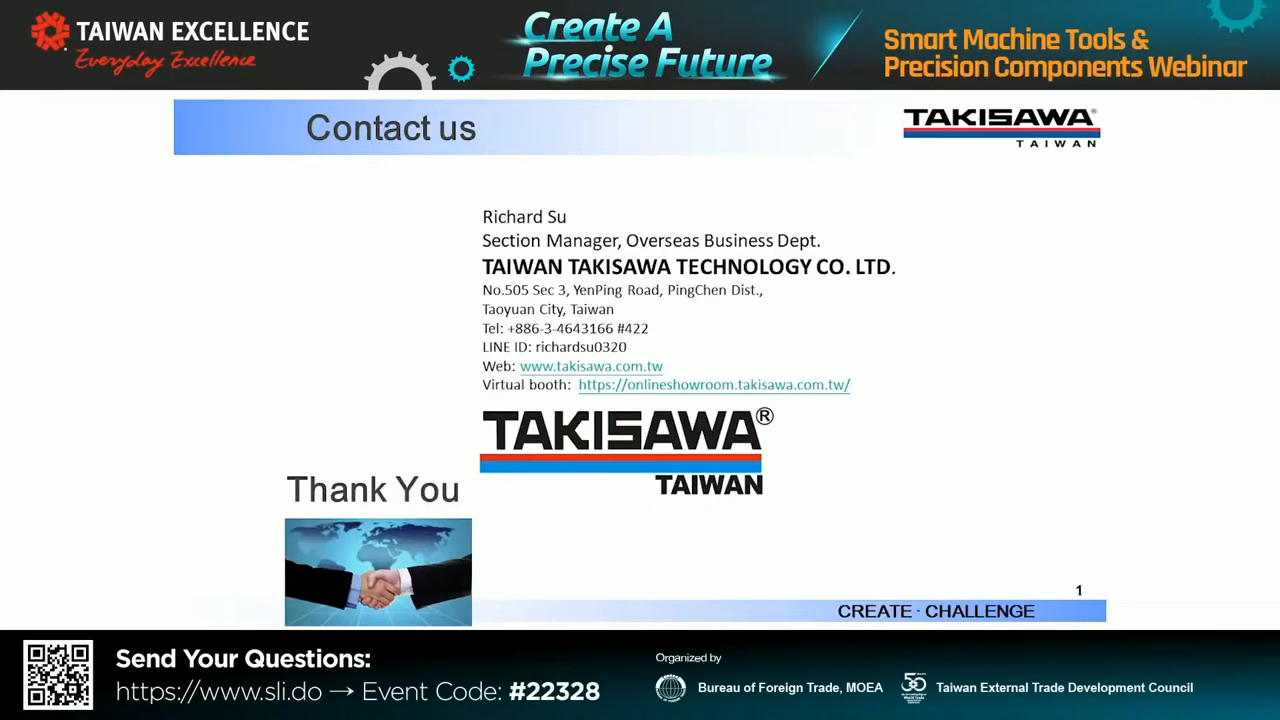 TAIWAN EXCELLENCE
Everyday Excellence
Create A
Precise Future
Smart Machine Tools &
Precision Components Webinar
Contact us
TAKISAWA®
TAIWAN
Richard Su
Section Manager, Overseas Business Dept.
TAIWAN TAKISAWA TECHNOLOGY CO. LTD.
No.505 Sec 3, YenPing Road, PingChen Dist.,
Taoyuan City, Taiwan
Tel: +886-3-4643166 #422
LINE ID: richardsu0320
Web: www.takisawa.com.tw
Virtual booth: https://onlineshowroom.takisawa.com.tw/
TAKISAWA®
TAIWAN
Thank You
1
CREATE · CHALLENGE
Send Your Questions:
https://www.sli.do → Event Code: #22328
Organized by
Bureau of Foreign Trade, MOEA
50
Taiwan External Trade Development Council